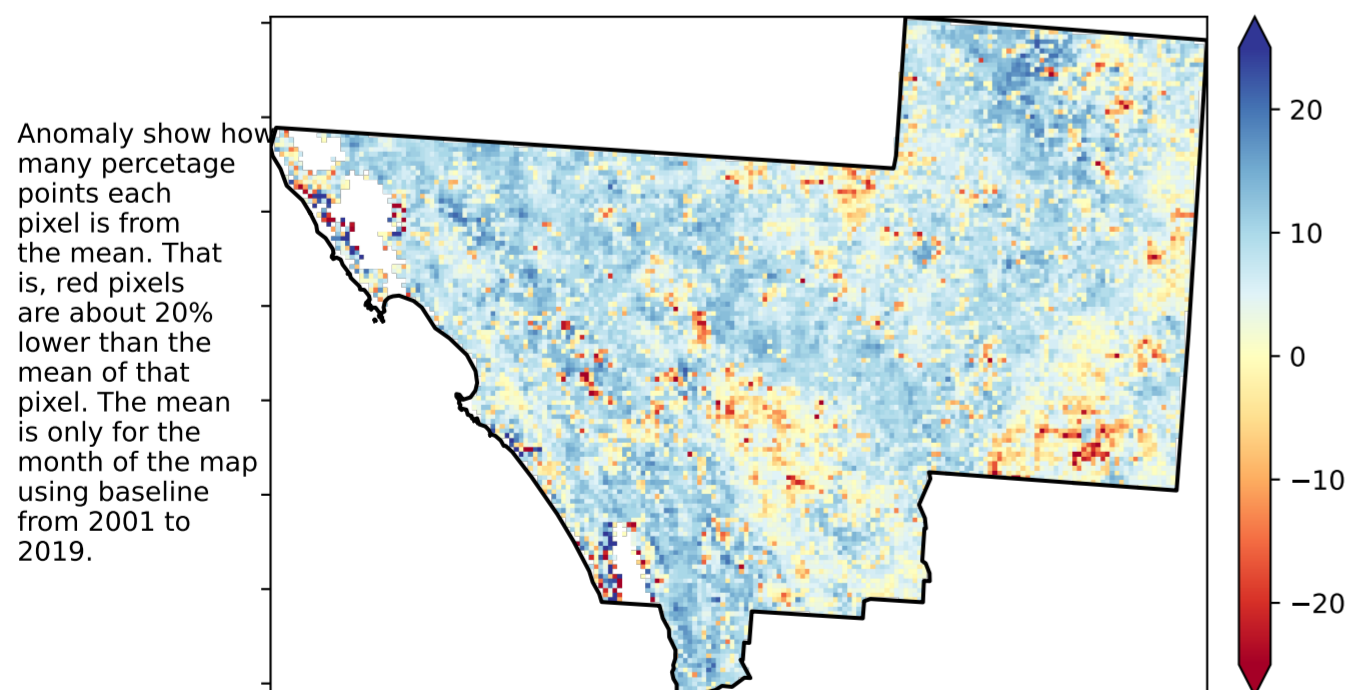 Anomaly show how
many percetage
points each
pixel is from
the mean. That
is, red pixels
are about 20%
lower than the
mean of that
pixel. The mean
is only for the
month of the map
using baseline
from 2001 to
2019.
20
10
0
−10
−20